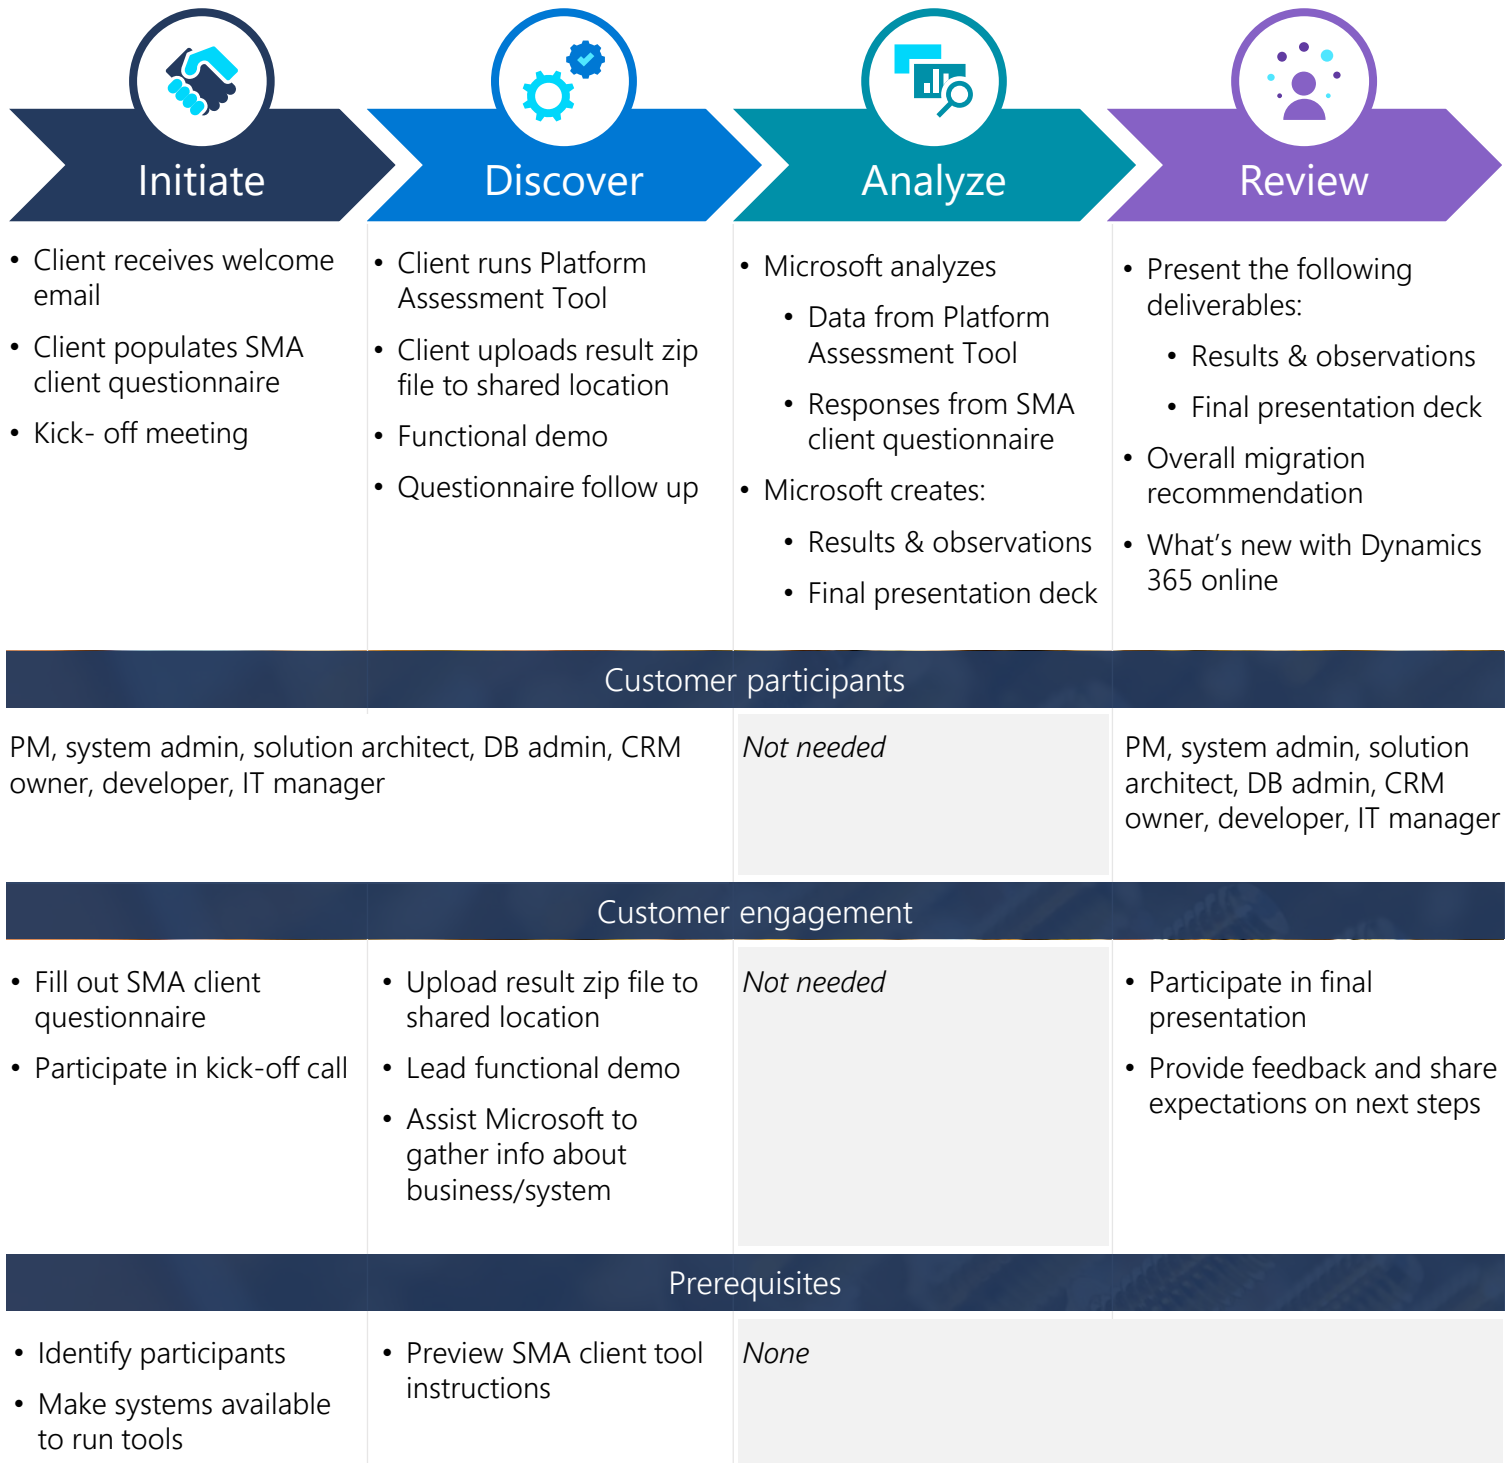 Initiate
Discover
Analyze
Review
• Client receives welcome
email
• Client populates SMA
client questionnaire
• Kick- off meeting
• Client runs Platform
Assessment Tool
• Client uploads result zip
file to shared location
• Functional demo
• Questionnaire follow up
• Microsoft analyzes
• Data from Platform
Assessment Tool
• Responses from SMA
client questionnaire
• Microsoft creates:
• Results & observations
• Final presentation deck
• Present the following
deliverables:
• Results & observations
• Final presentation deck
• Overall migration
recommendation
• What’s new with Dynamics
365 online
Customer participants
PM, system admin, solution architect, DB admin, CRM
owner, developer, IT manager
Not needed
PM, system admin, solution
architect, DB admin, CRM
owner, developer, IT manager
Customer engagement
• Fill out SMA client
questionnaire
• Participate in kick-off call
• Upload result zip file to
shared location
• Lead functional demo
• Assist Microsoft to
gather info about
business/system
Not needed
• Participate in final
presentation
• Provide feedback and share
expectations on next steps
Prerequisites
• Identify participants
• Make systems available
to run tools
• Preview SMA client tool
instructions
None